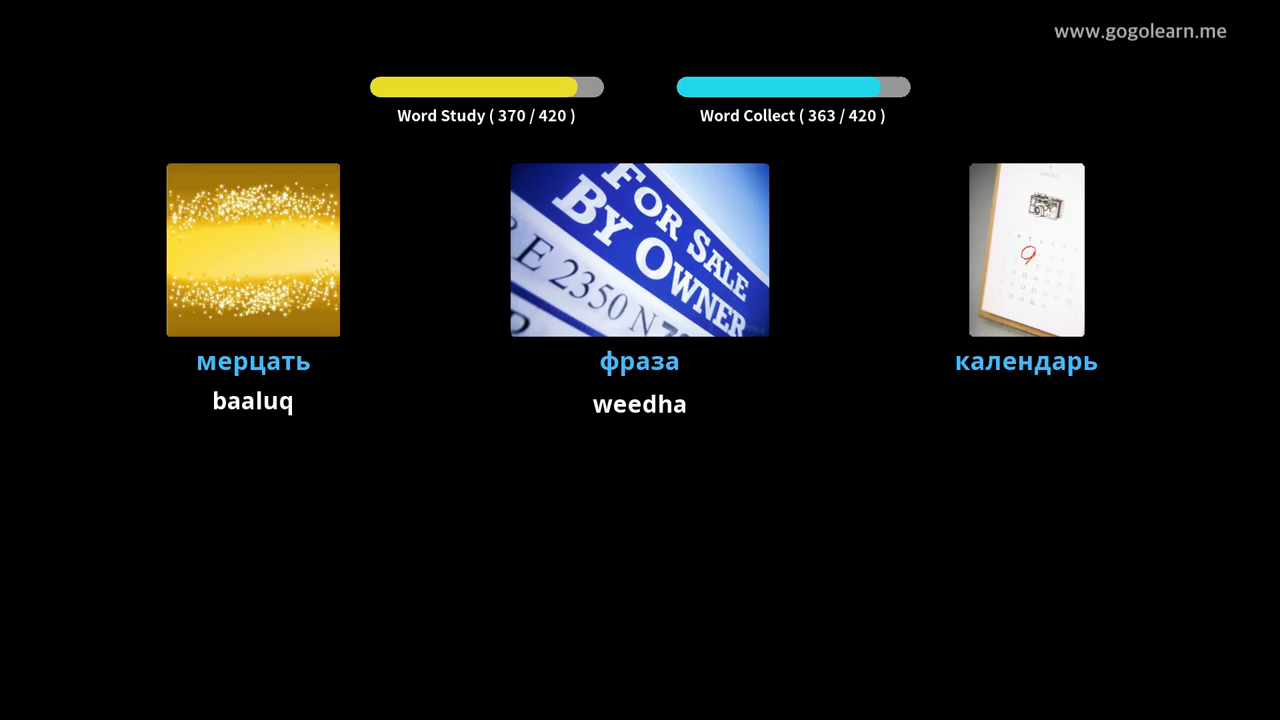 www.gogolearn.me
Word Study ( 370 / 420 )
Word Collect ( 363 / 420 )
FOR SALE
BY OWNER
E 2350 N
мерцать
фраза
календарь
baaluq
weedha